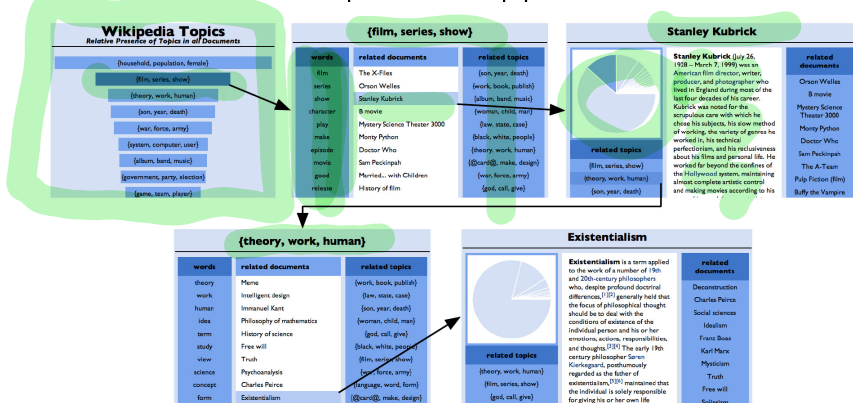 Wikipedia Topics
Relative Presence of Topics in all Documents
{household, population, female}
{film, series, show}
{theory, work, human}
{son, year, death}
{war, force, army}
{system, computer, user}
{album, band, music}
{government, party, election}
{game, team, player}
{film, series, show}
words
film
series
show
character
play
make
episode
movie
good
release
related documents
The X-Files
Orson Welles
Stanley Kubrick
B movie
Mystery Science Theater 3000
Monty Python
Doctor Who
Sam Peckinpah
Married... with Children
History of film
related topics
{son, year, death}
{work, book, publish}
{album, band, music}
{woman, child, man}
{law, state, case}
{black, white, people}
{theory, work, human}
{@card@, make, design}
{war, force, army}
{god, call, give}
Stanley Kubrick
related topics
{film, series, show}
{theory, work, human}
{son, year, death}
Stanley Kubrick (July 26,
1928 – March 7, 1999) was an
American film director, writer,
producer, and photographer who
lived in England during most of the
last four decades of his career.
Kubrick was noted for the
scrupulous care with which he
chose his subjects, his slow method
of working, the variety of genres he
worked in, his technical
perfectionism, and his reclusiveness
about his films and personal life. He
worked far beyond the confines of
the Hollywood system, maintaining
almost complete artistic control
and making movies according to his
related
documents
Orson Welles
B movie
Mystery Science
Theater 3000
Monty Python
Doctor Who
Sam Peckinpah
The A-Team
Pulp Fiction (film)
Buffy the Vampire
{theory, work, human}
words
theory
work
human
idea
term
study
view
science
concept
form
related documents
Meme
Intelligent design
Immanuel Kant
Philosophy of mathematics
History of science
Free will
Truth
Psychoanalysis
Charles Peirce
Existentialism
related topics
{work, book, publish}
{law, state, case}
{son, year, death}
{woman, child, man}
{god, call, give}
{black, white, people}
{film, series, show}
{war, force, army}
{language, word, form}
{@card@, make, design}
Existentialism
related topics
{theory, work, human}
{film, series, show}
{god, call, give}
Existentialism is a term applied
to the work of a number of 19th
and 20th-century philosophers
who, despite profound doctrinal
differences,[1][2] generally held that
the focus of philosophical thought
should be to deal with the
conditions of existence of the
individual person and his or her
emotions, actions, responsibilities,
and thoughts.[3][4] The early 19th
century philosopher Søren
Kierkegaard, posthumously
regarded as the father of
existentialism,[5][6] maintained that
the individual is solely responsible
for giving his or her own life
related
documents
Deconstruction
Charles Peirce
Social sciences
Idealism
Franz Boas
Karl Marx
Mysticism
Truth
Free will